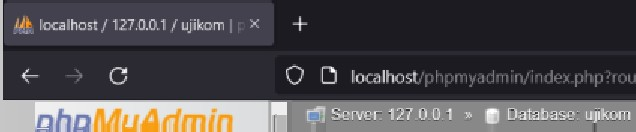 localhost / 127.0.0.1 / ujikom | p
localhost/phpmyadmin/index.php?rou
phpMyAdmin
Server: 127.0.0.1 » Database: ujikom